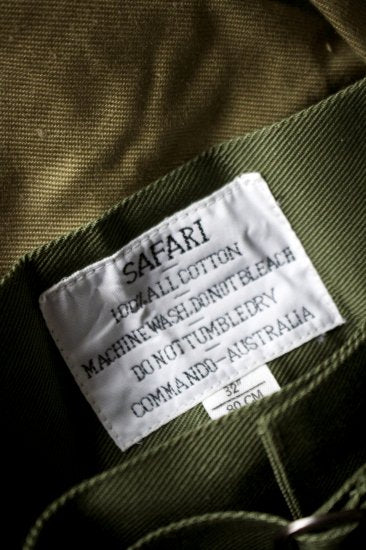 SAFARI
100% ALL COTTON
MACHINE WASH. DO NOT BLEACH
DO NOT TUMBLE DRY
COMMANDO-AUSTRALIA
32"
80 CM